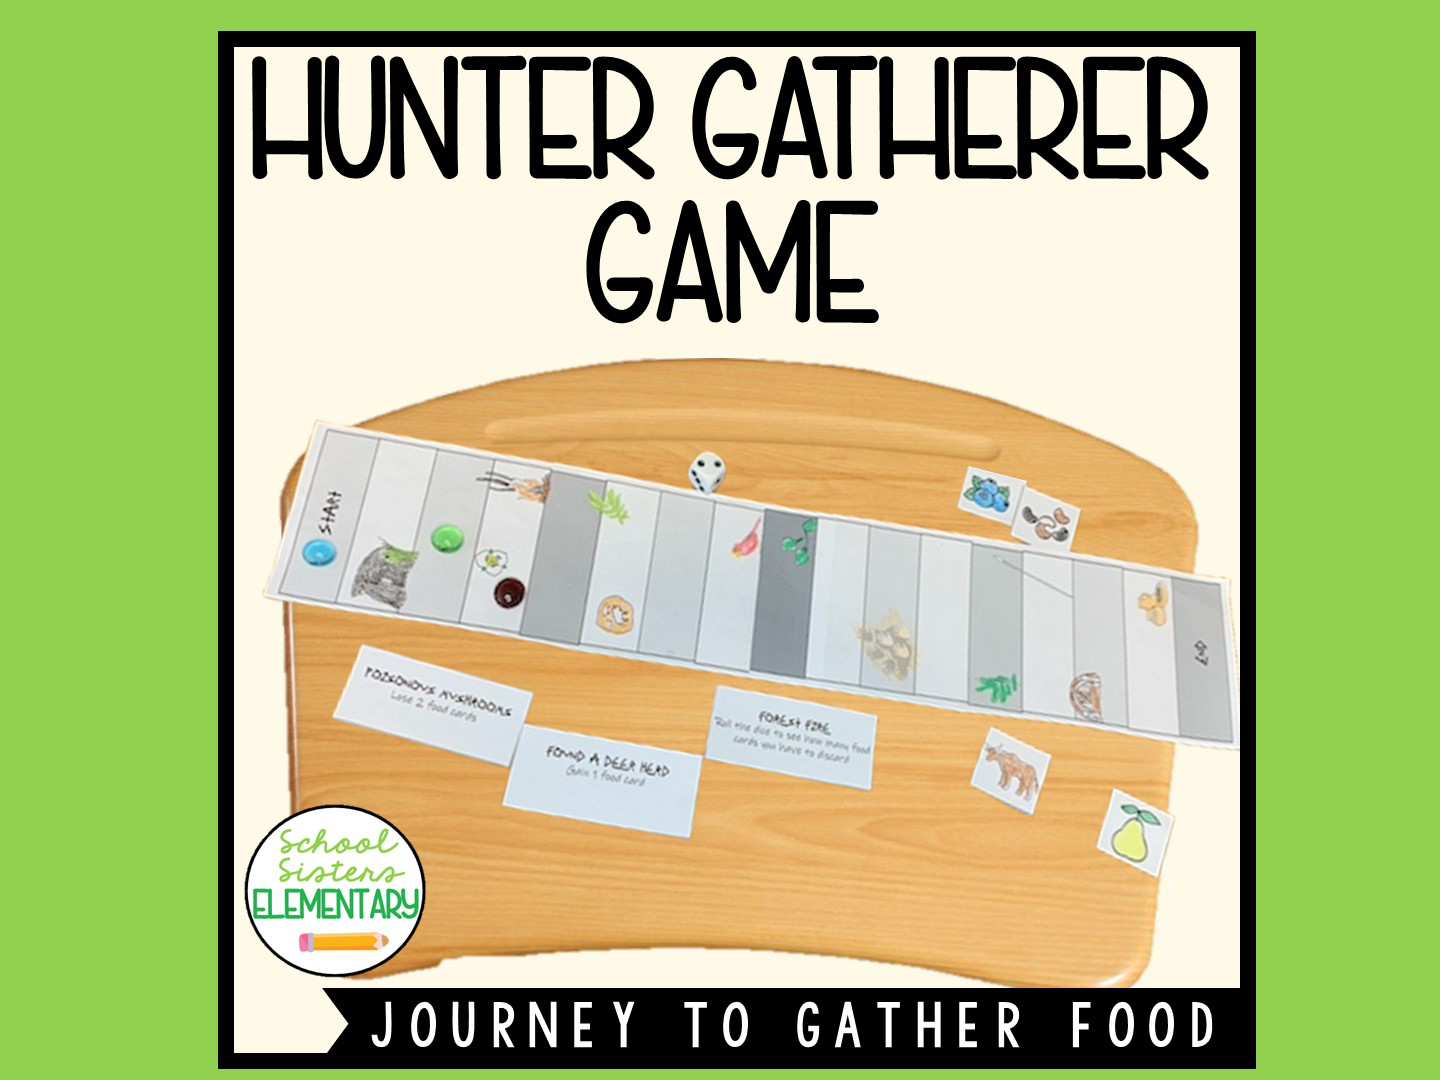 HUNTER GATHERER
GAME
START
END
POISONOUS MUSHROOMS
Lose 2 food cards
FOUND A DEER HERD
Gain 1 food card
FOREST FIRE
Roll the dice to see how many food
cards you have to discard
School
Sisters
ELEMENTARY
JOURNEY TO GATHER FOOD